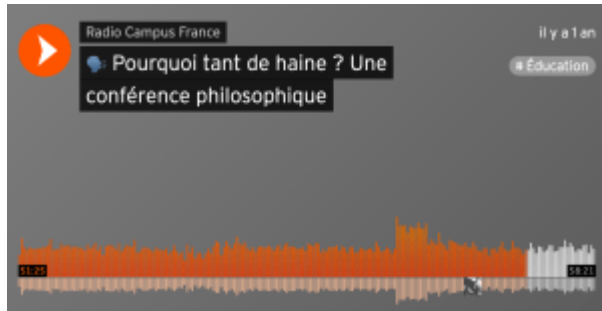 Radio Campus France
il y a 1 an
🗣 Pourquoi tant de haine ? Une
conférence philosophique
# Éducation
51:25
58:21